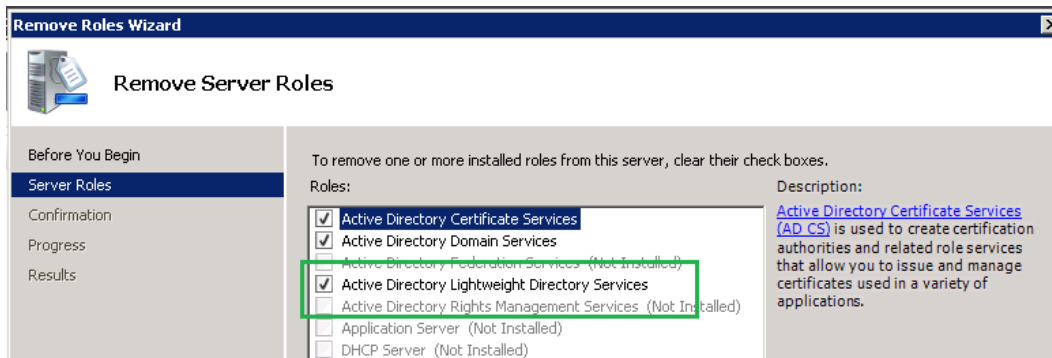 Remove Roles Wizard
Remove Server Roles
Before You Begin
Server Roles
Confirmation
Progress
Results
To remove one or more installed roles from this server, clear their check boxes.
Roles:
Active Directory Certificate Services
Active Directory Domain Services
Active Directory Federation Services (Not Installed)
Active Directory Lightweight Directory Services
Active Directory Rights Management Services (Not Installed)
Application Server (Not Installed)
DHCP Server (Not Installed)
Description:
Active Directory Certificate Services
(AD CS) is used to create certification
authorities and related role services
that allow you to issue and manage
certificates used in a variety of
applications.